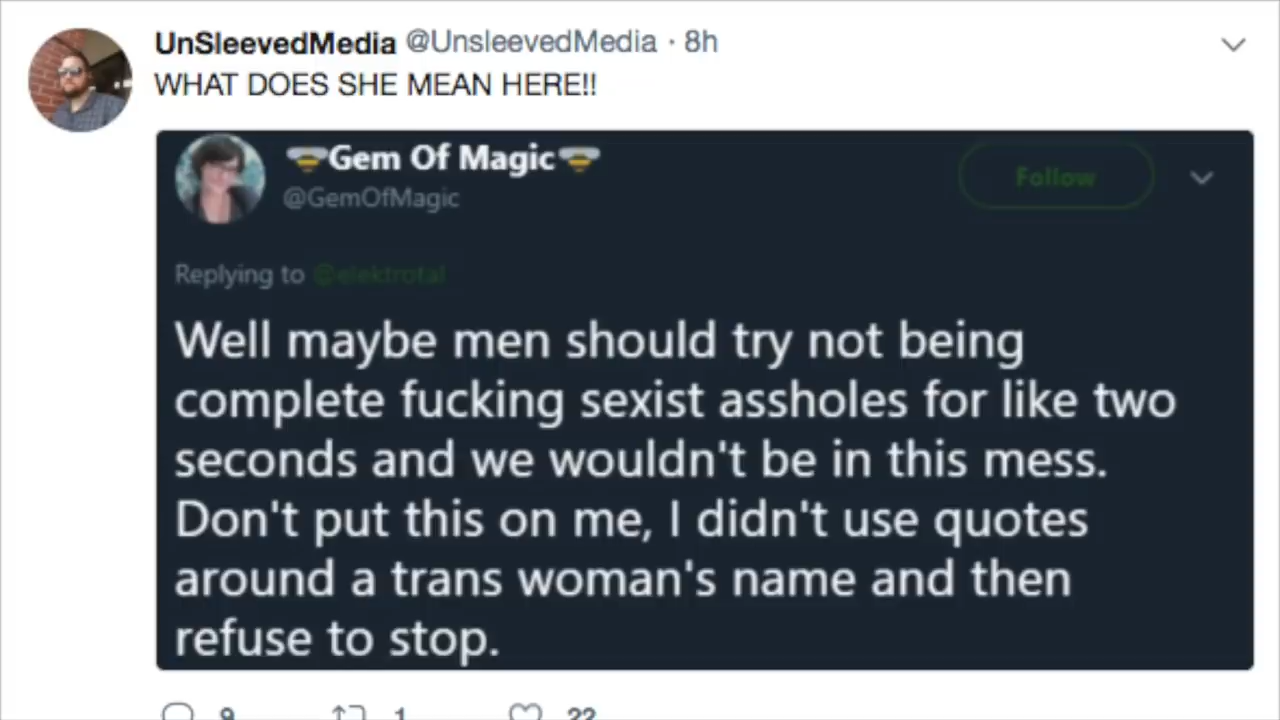 UnSleevedMedia @UnsleevedMedia · 8h
WHAT DOES SHE MEAN HERE!!
🐝Gem Of Magic🐝
@GemOfMagic
Follow
Replying to @elektrotal
Well maybe men should try not being
complete fucking sexist assholes for like two
seconds and we wouldn't be in this mess.
Don't put this on me, I didn't use quotes
around a trans woman's name and then
refuse to stop.
9 1 22